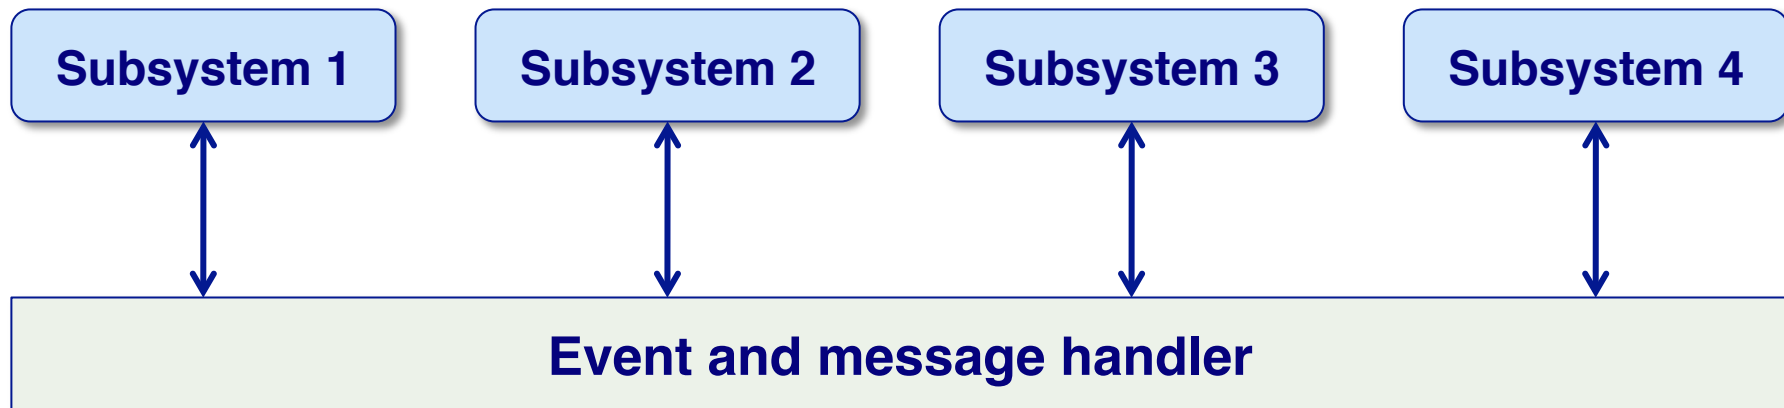 Subsystem 1
Subsystem 2
Subsystem 3
Subsystem 4
Event and message handler